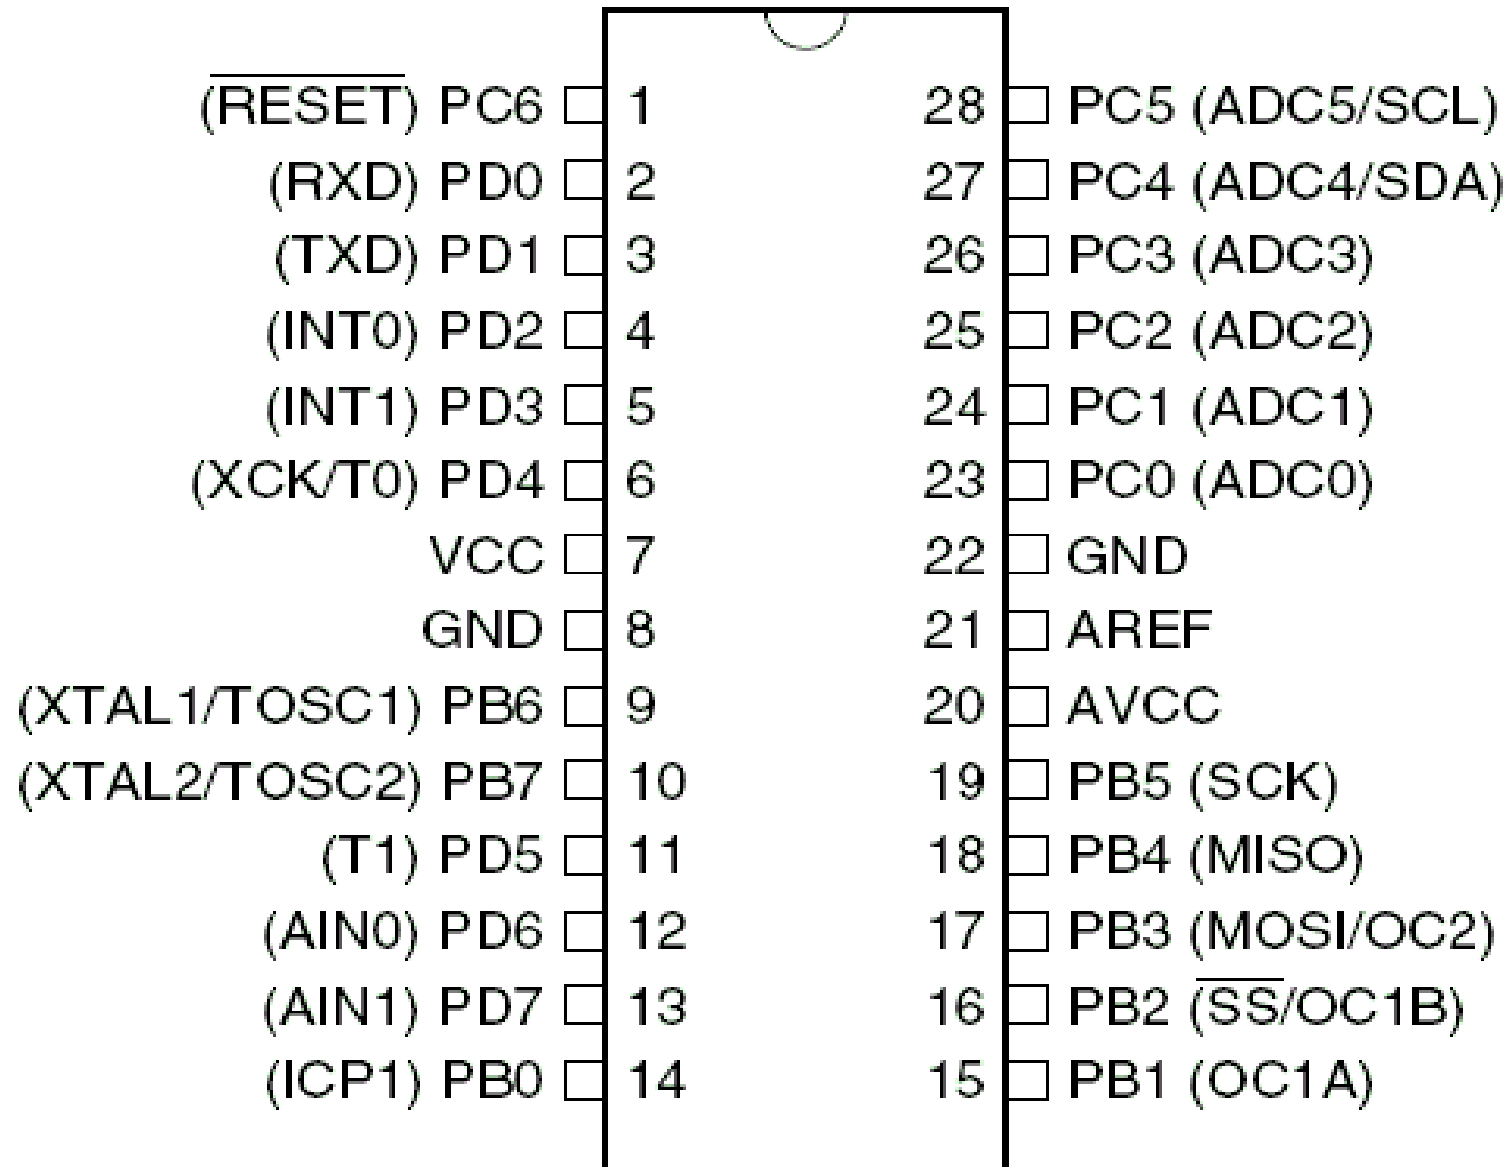 (RESET) PC6 1 28 PC5 (ADC5/SCL)
(RXD) PD0 2 27 PC4 (ADC4/SDA)
(TXD) PD1 3 26 PC3 (ADC3)
(INT0) PD2 4 25 PC2 (ADC2)
(INT1) PD3 5 24 PC1 (ADC1)
(XCK/T0) PD4 6 23 PC0 (ADC0)
VCC 7 22 GND
GND 8 21 AREF
(XTAL1/TOSC1) PB6 9 20 AVCC
(XTAL2/TOSC2) PB7 10 19 PB5 (SCK)
(T1) PD5 11 18 PB4 (MISO)
(AIN0) PD6 12 17 PB3 (MOSI/OC2)
(AIN1) PD7 13 16 PB2 (SS/OC1B)
(ICP1) PB0 14 15 PB1 (OC1A)